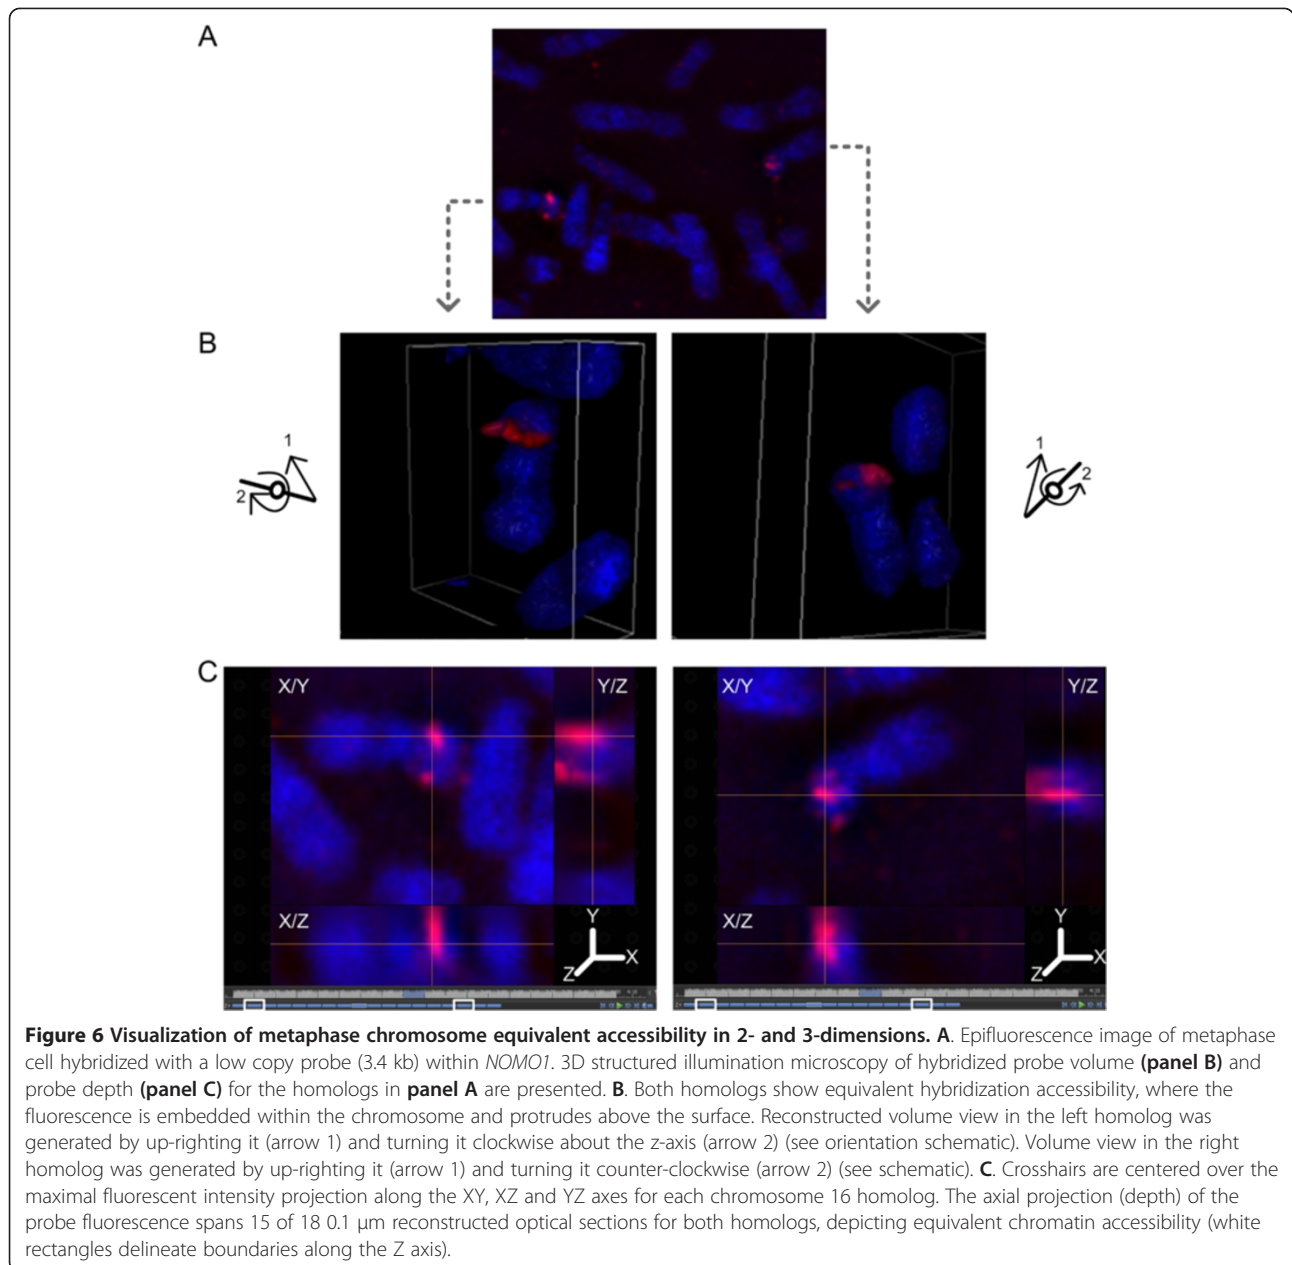 A
B
1
2
1
2
C
X/Y
Y/Z
X/Z
Y
X
Z
X/Y
Y/Z
X/Z
Y
X
Z
Figure 6 Visualization of metaphase chromosome equivalent accessibility in 2- and 3-dimensions. A. Epifluorescence image of metaphase
cell hybridized with a low copy probe (3.4 kb) within NOMO1. 3D structured illumination microscopy of hybridized probe volume (panel B) and
probe depth (panel C) for the homologs in panel A are presented. B. Both homologs show equivalent hybridization accessibility, where the
fluorescence is embedded within the chromosome and protrudes above the surface. Reconstructed volume view in the left homolog was
generated by up-righting it (arrow 1) and turning it clockwise about the z-axis (arrow 2) (see orientation schematic). Volume view in the right
homolog was generated by up-righting it (arrow 1) and turning it counter-clockwise (arrow 2) (see schematic). C. Crosshairs are centered over the
maximal fluorescent intensity projection along the XY, XZ and YZ axes for each chromosome 16 homolog. The axial projection (depth) of the
probe fluorescence spans 15 of 18 0.1 μm reconstructed optical sections for both homologs, depicting equivalent chromatin accessibility (white
rectangles delineate boundaries along the Z axis).